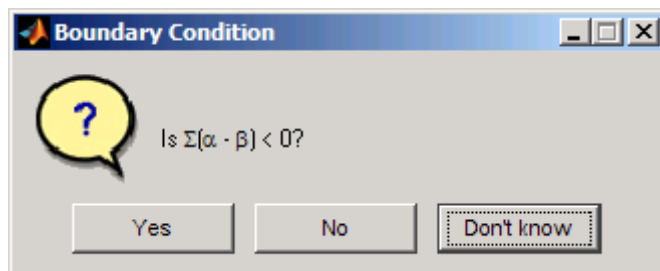 Boundary Condition
?
Is Σ(α - β) < 0?
Yes No Don't know